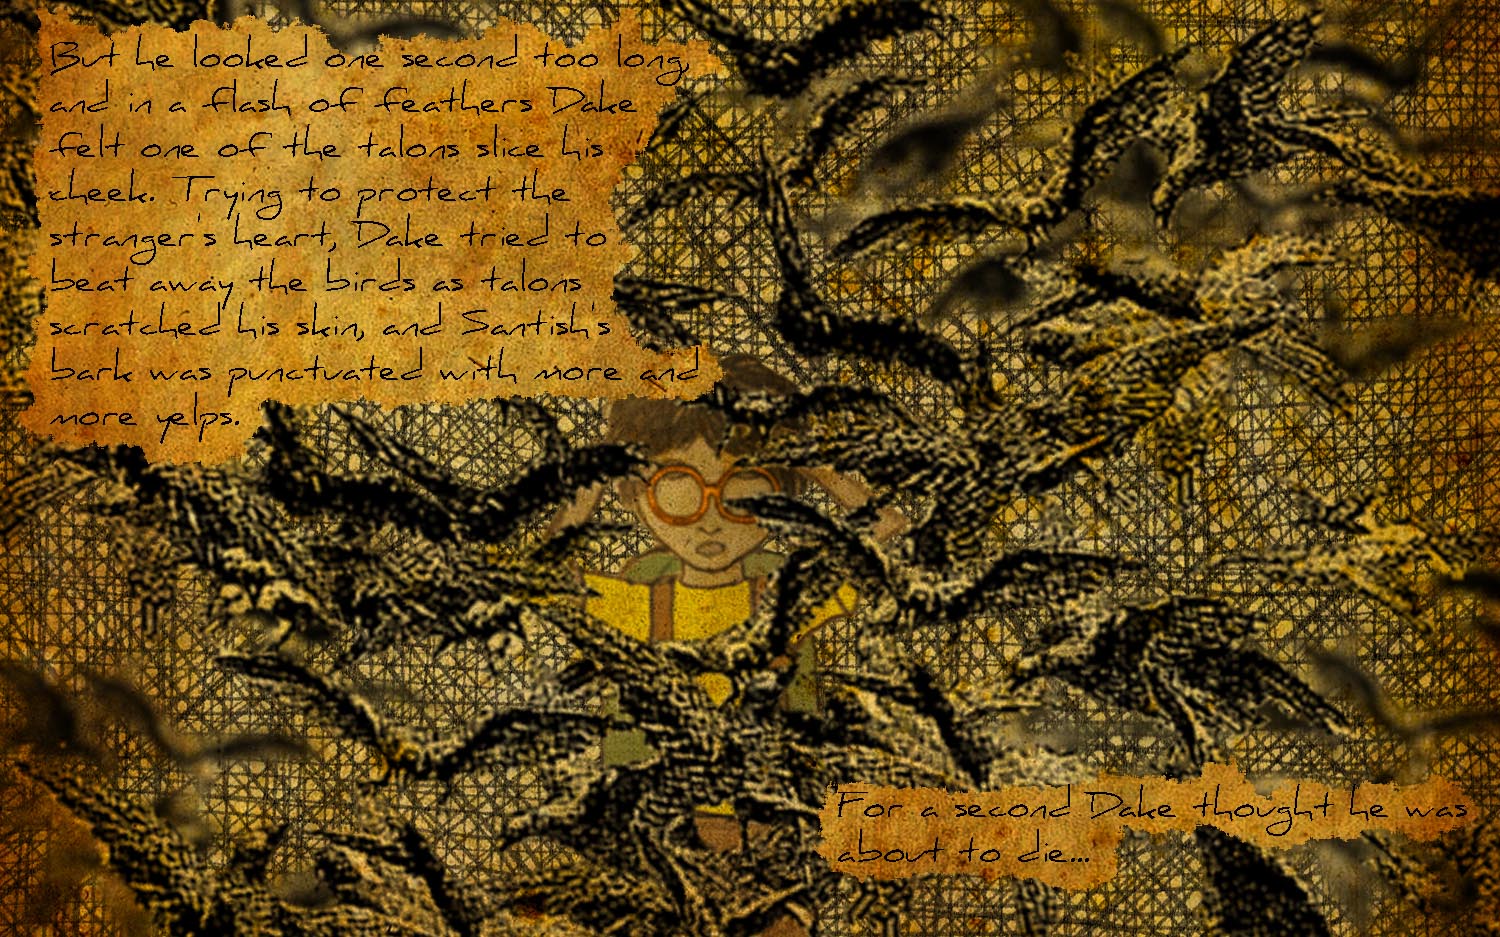 But he looked one second too long,
and in a flash of feathers Dake
felt one of the talons slice his
cheek. Trying to protect the
stranger's heart, Dake tried to
beat away the birds as talons
scratched his skin, and Santish's
bark was punctuated with more and
more yelps.
For a second Dake thought he was
about to die...